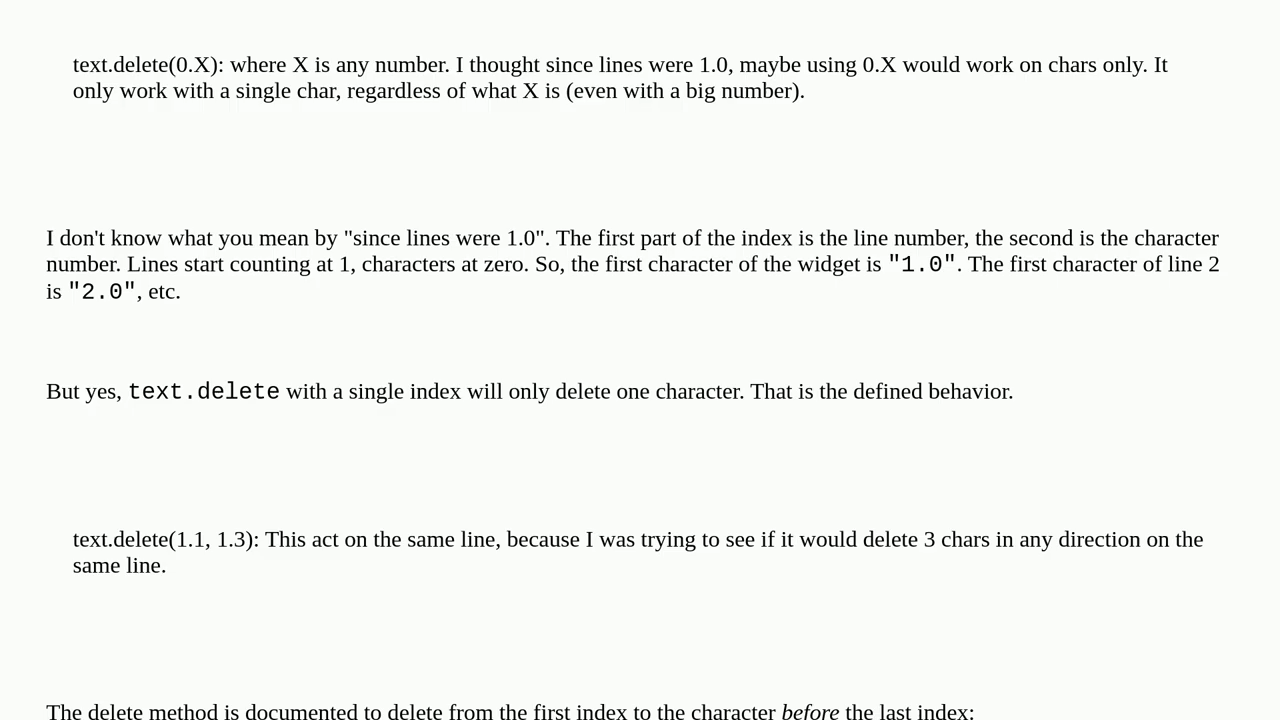 text.delete(0.X): where X is any number. I thought since lines were 1.0, maybe using 0.X would work on chars only. It
only work with a single char, regardless of what X is (even with a big number).
I don't know what you mean by "since lines were 1.0". The first part of the index is the line number, the second is the character
number. Lines start counting at 1, characters at zero. So, the first character of the widget is "1.0". The first character of line 2
is "2.0", etc.
But yes, text.delete with a single index will only delete one character. That is the defined behavior.
text.delete(1.1, 1.3): This act on the same line, because I was trying to see if it would delete 3 chars in any direction on the
same line.
The delete method is documented to delete from the first index to the character before the last index: